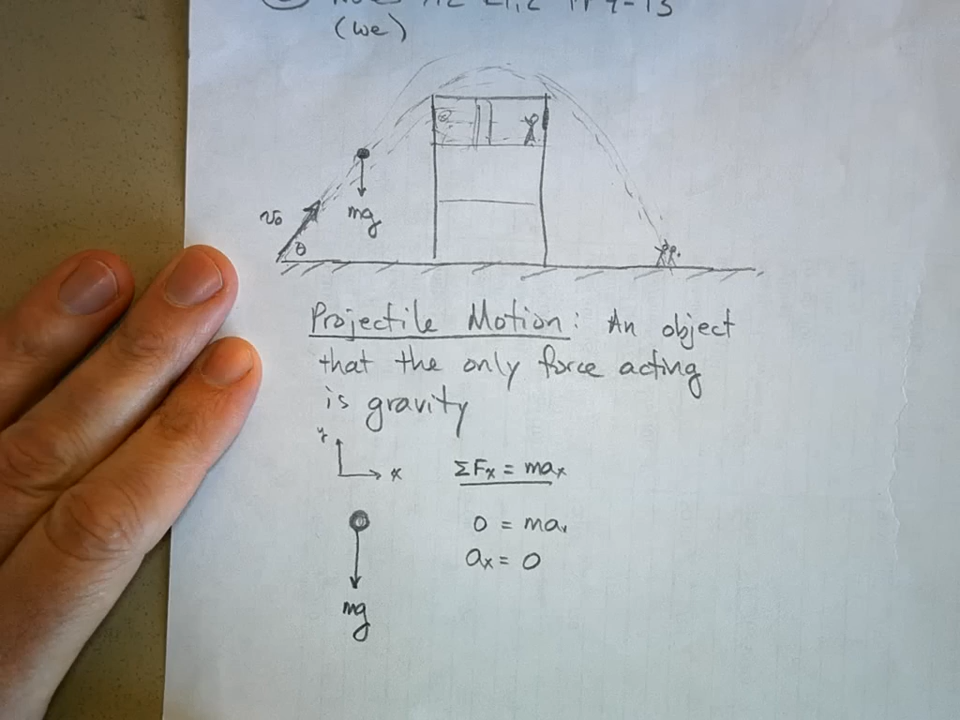 (we)
v₀
θ
mg
Projectile Motion: An object
that the only force acting
is gravity
y
x
ΣFx = max
0 = max
ax = 0
mg